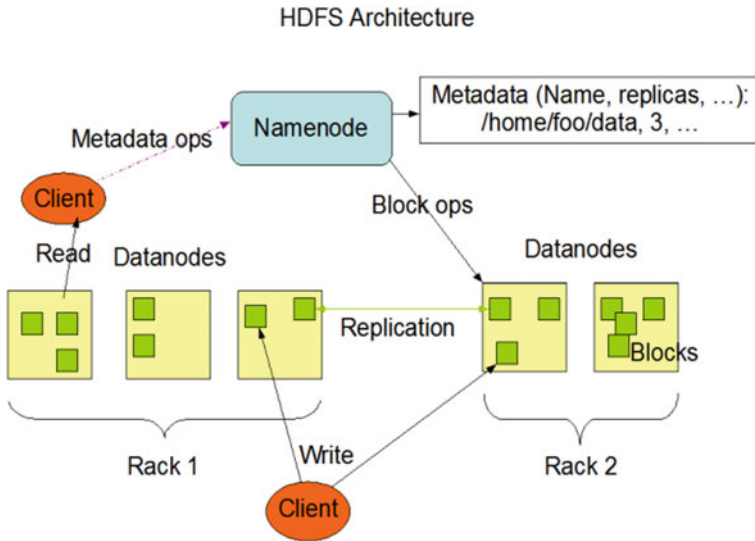 HDFS Architecture
Metadata (Name, replicas, ...):
/home/foo/data, 3, ...
Namenode
Metadata ops
Client
Block ops
Read
Datanodes
Datanodes
Replication
Blocks
Rack 1
Write
Rack 2
Client